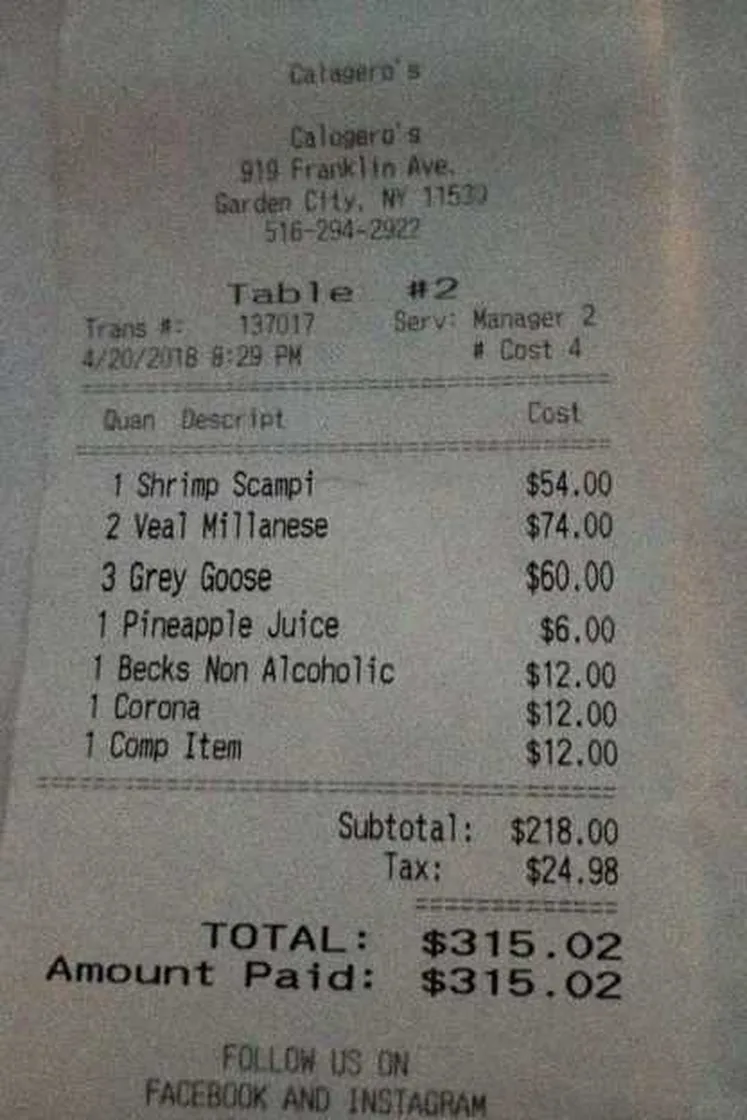 Calagero's
Calogero's
919 Franklin Ave.
Garden City, NY 11530
516-294-2922
Table #2
Trans #: 137017 Serv: Manager 2
4/20/2018 8:29 PM # Cost 4
Quan Descript Cost
1 Shrimp Scampi $54.00
2 Veal Millanese $74.00
3 Grey Goose $60.00
1 Pineapple Juice $6.00
1 Becks Non Alcoholic $12.00
1 Corona $12.00
1 Comp Item $12.00
Subtotal: $218.00
Tax: $24.98
TOTAL: $315.02
Amount Paid: $315.02
FOLLOW US ON
FACEBOOK AND INSTAGRAM